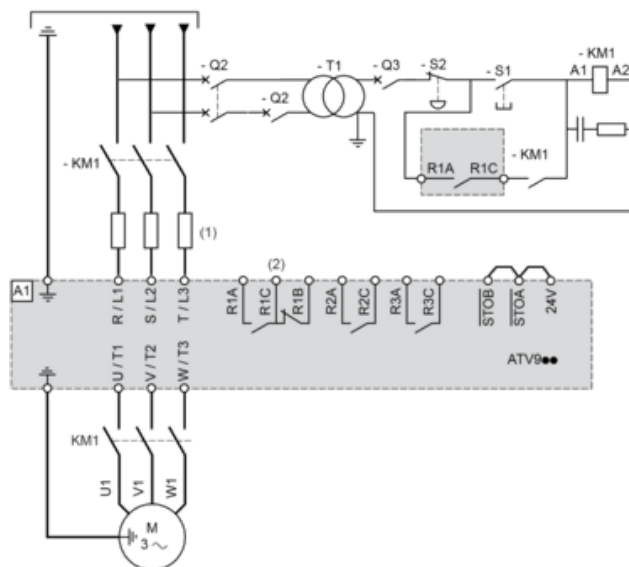 - Q2
- T1
- Q3
- S2
- S1
- KM1
A1
A2
- Q2
- KM1
R1A
R1C
- KM1
(1)
(2)
A1
R / L1
S / L2
T / L3
R1A
R1C
R1B
R2A
R2C
R3A
R3C
STOB
STOA
24V
U / T1
V / T2
W / T3
ATV9●●
KM1
U1
V1
W1
M
3 ~